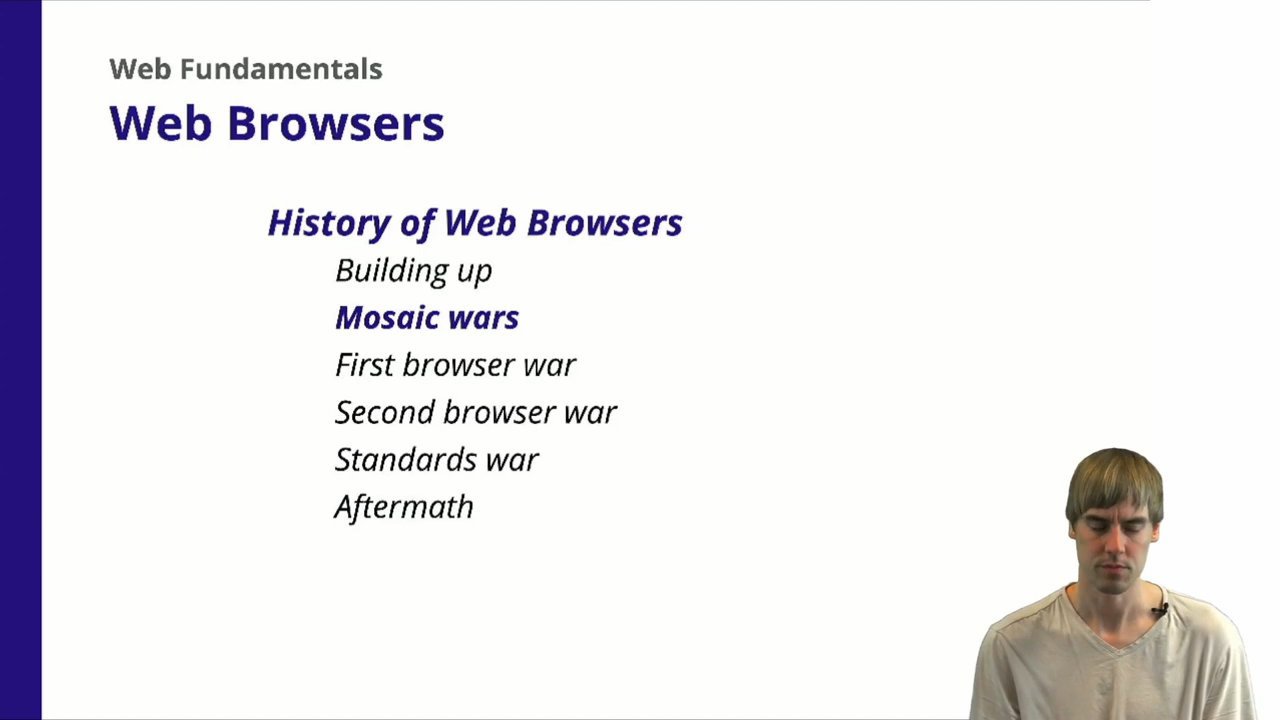 Web Fundamentals
Web Browsers
History of Web Browsers
Building up
Mosaic wars
First browser war
Second browser war
Standards war
Aftermath